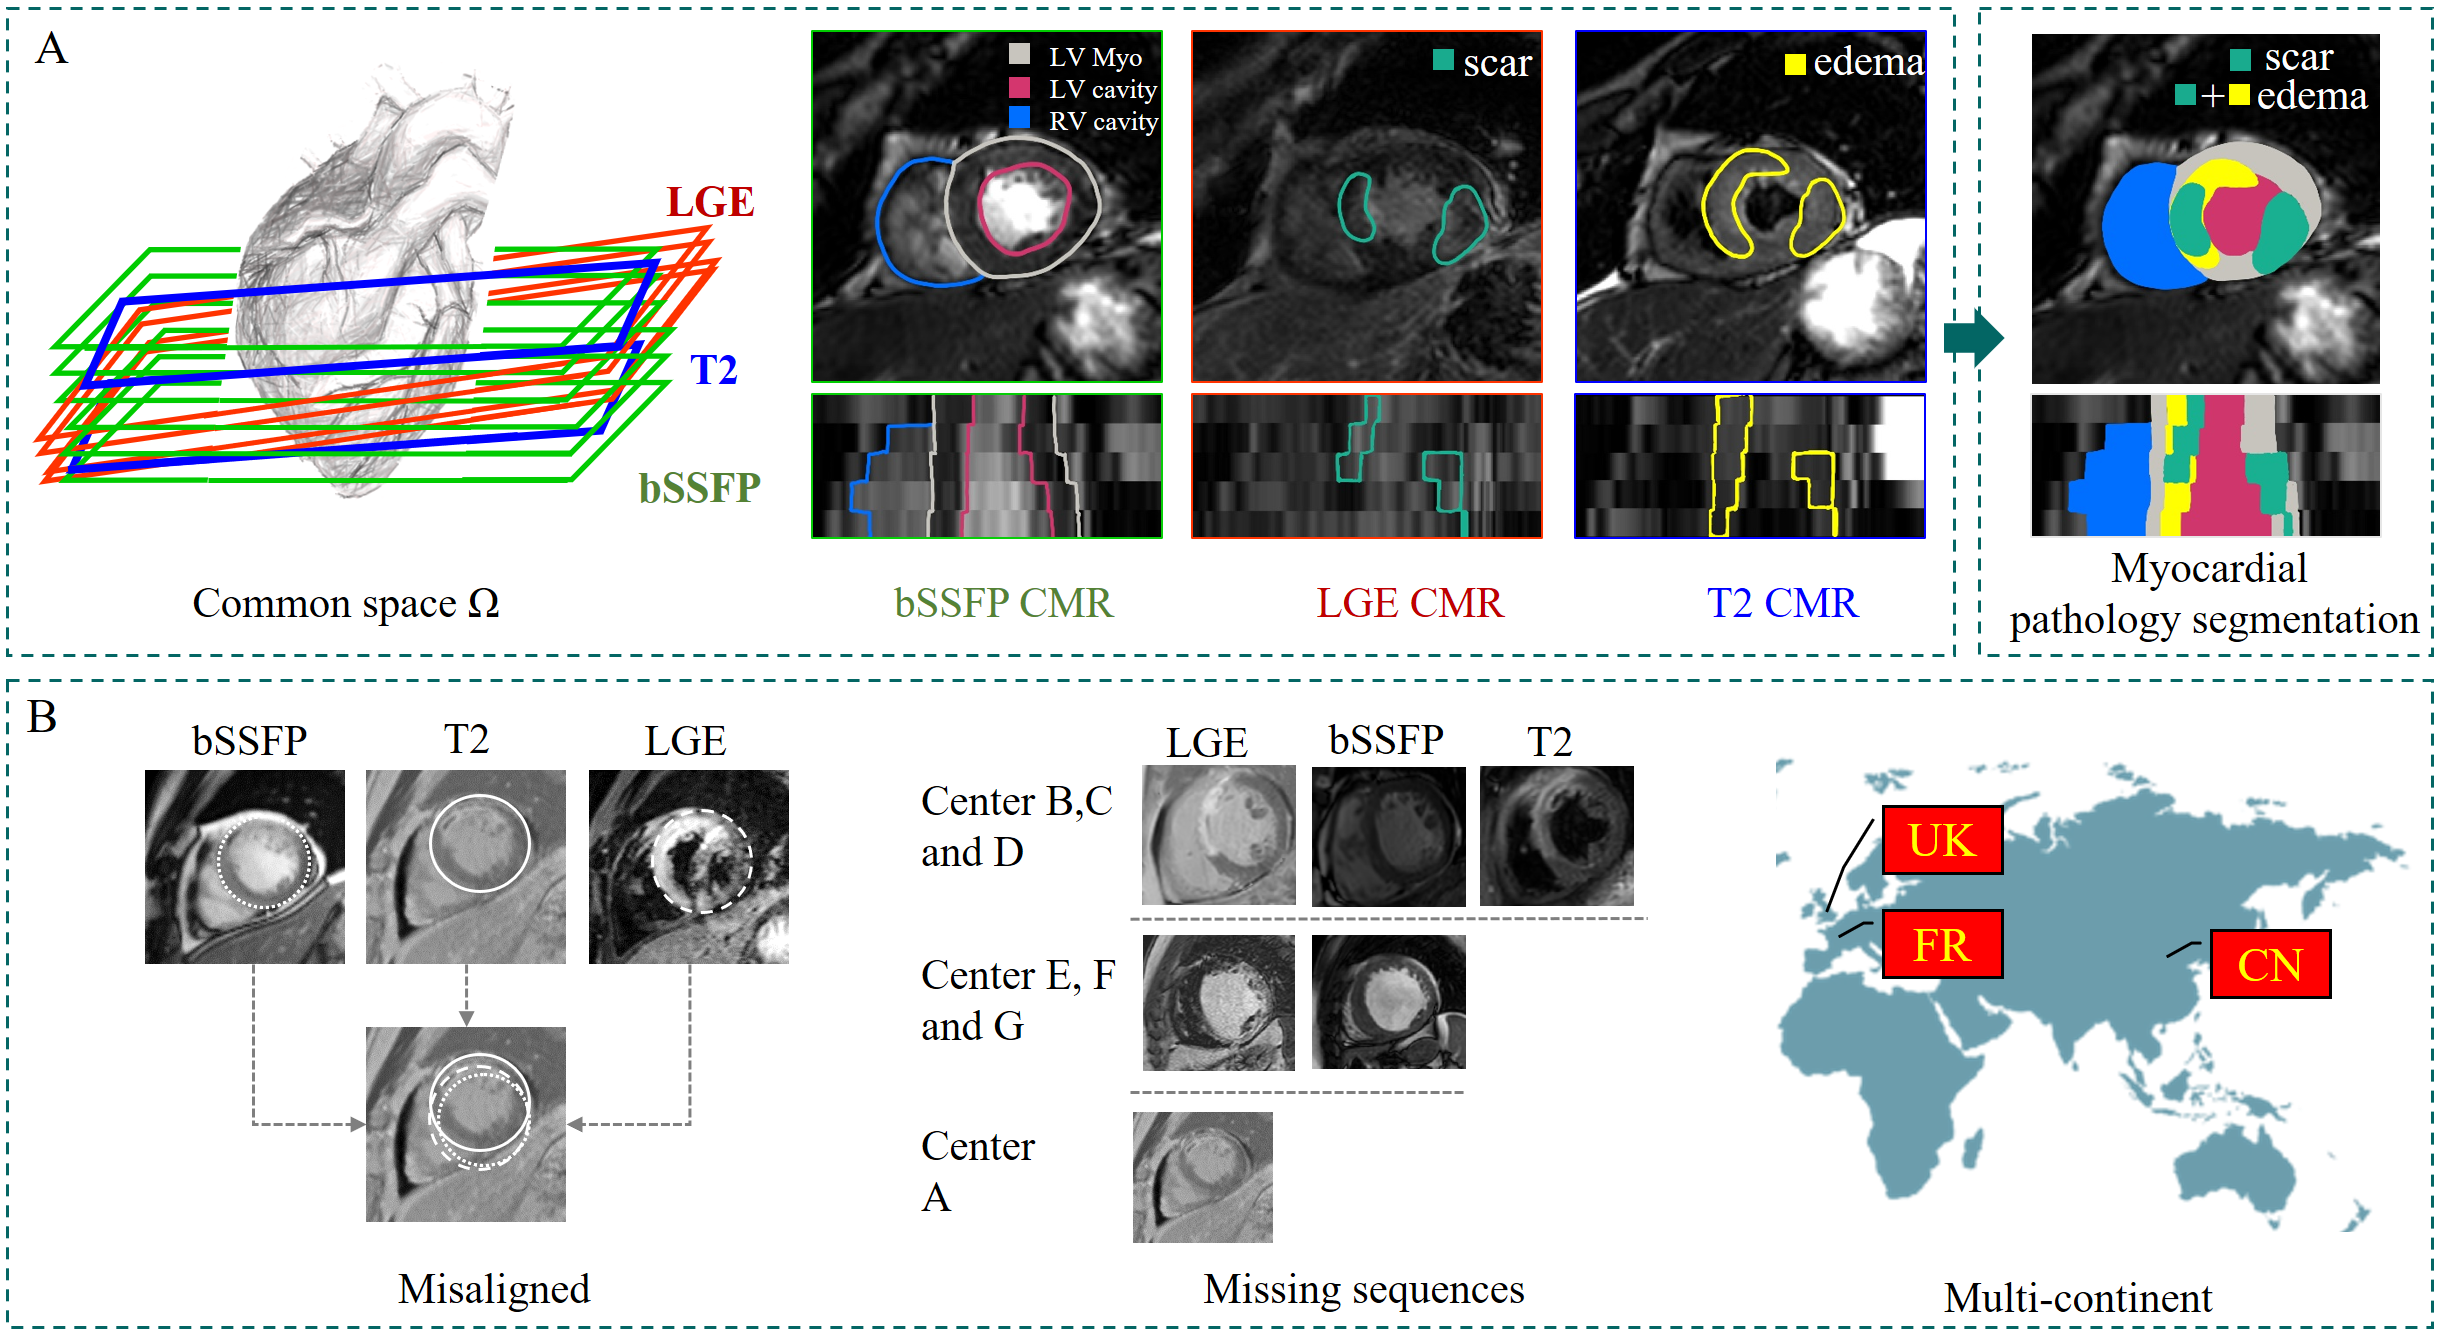 A
LGE
T2
bSSFP
Common space Ω
LV Myo
LV cavity
RV cavity
bSSFP CMR
scar
LGE CMR
edema
T2 CMR
scar
+ edema
Myocardial
pathology segmentation
B
bSSFP T2 LGE
Misaligned
LGE bSSFP T2
Center B,C
and D
Center E, F
and G
Center
A
Missing sequences
UK
FR
CN
Multi-continent